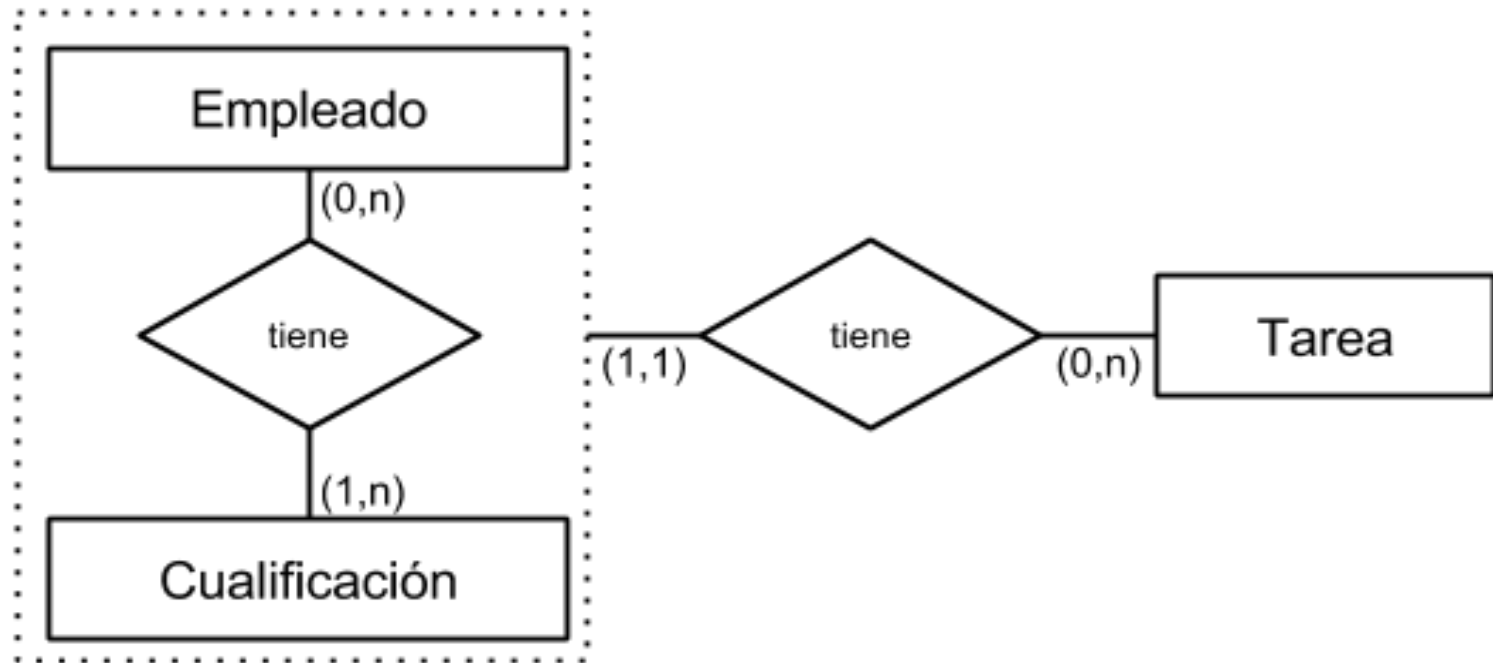 Empleado
(0,n)
tiene
(1,n)
Cualificación
(1,1)
tiene
(0,n)
Tarea